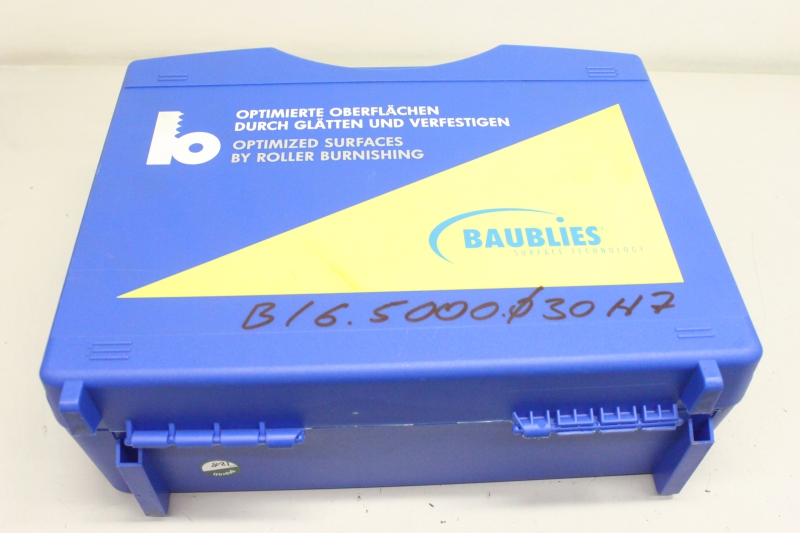 OPTIMIERTE OBERFLÄCHEN
DURCH GLÄTTEN UND VERFESTIGEN
OPTIMIZED SURFACES
BY ROLLER BURNISHING
BAUBLIES
SURFACE TECHNOLOGY
B16.5000.ø30H7